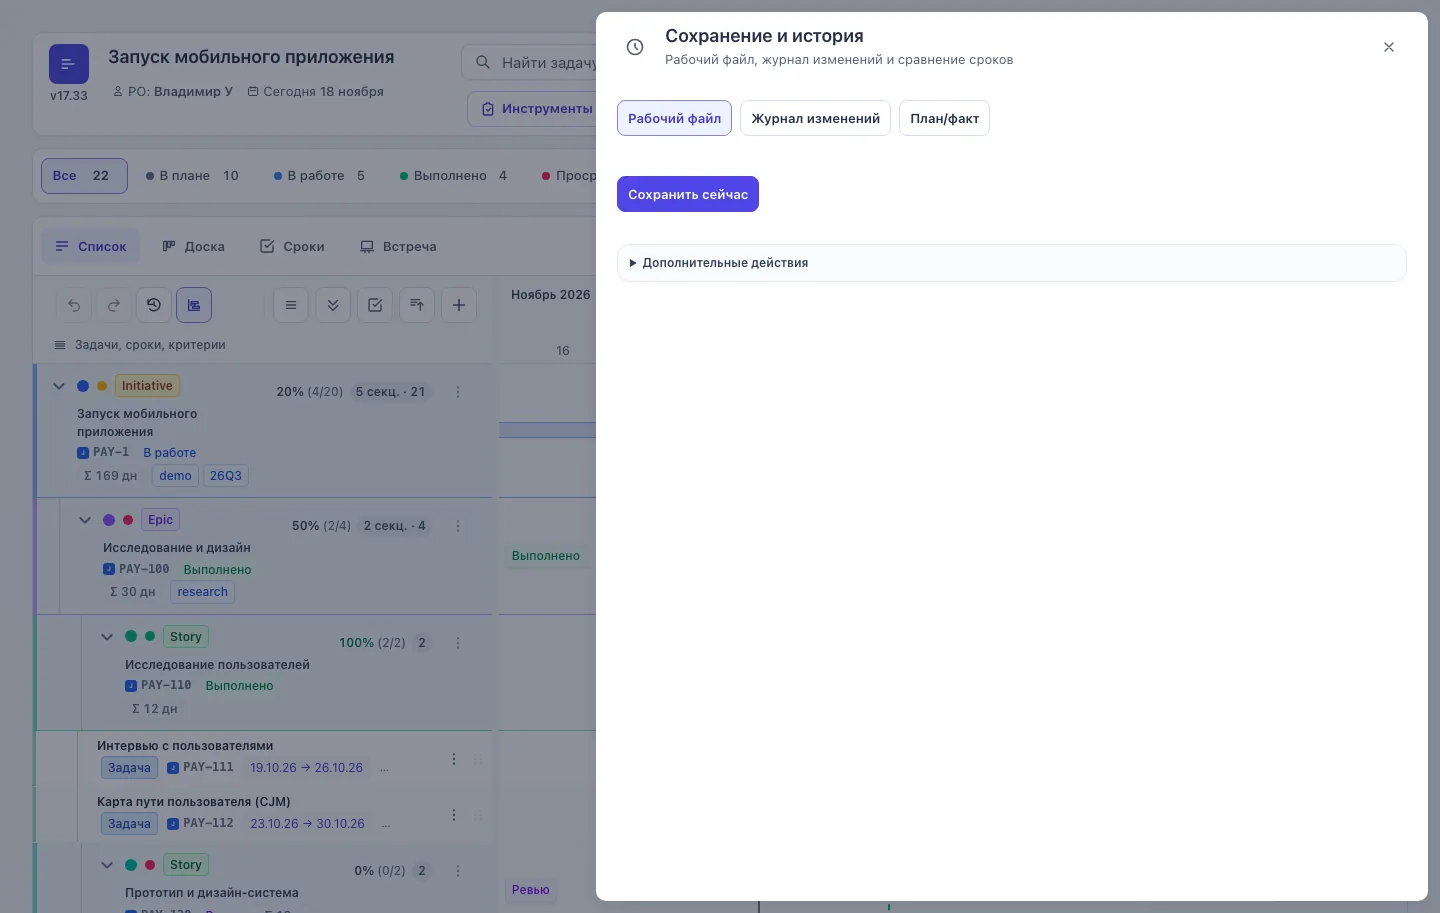 Запуск мобильного приложения
v17.33
PO: Владимир У
Сегодня 18 ноября
Найти задачу
Инструменты
Все 22
В плане 10
В работе 5
Выполнено 4
Список
Доска
Сроки
Встреча
Ноябрь 2026
16
Задачи, сроки, критерии
Initiative
20% (4/20)
5 секц. · 21
Запуск мобильного
приложения
PAY-1 В работе
Σ 169 дн
demo
26Q3
Epic
50% (2/4)
2 секц. · 4
Исследование и дизайн
PAY-100 Выполнено
Σ 30 дн
research
Выполнено
Story
100% (2/2)
2
Исследование пользователей
PAY-110 Выполнено
Σ 12 дн
Интервью с пользователями
Задача
PAY-111
19.10.26 → 26.10.26
...
Карта пути пользователя (CJM)
Задача
PAY-112
23.10.26 → 30.10.26
...
Story
0% (0/2)
2
Прототип и дизайн-система
Ревью
Сохранение и история
Рабочий файл, журнал изменений и сравнение сроков
Рабочий файл
Журнал изменений
План/факт
Сохранить сейчас
Дополнительные действия